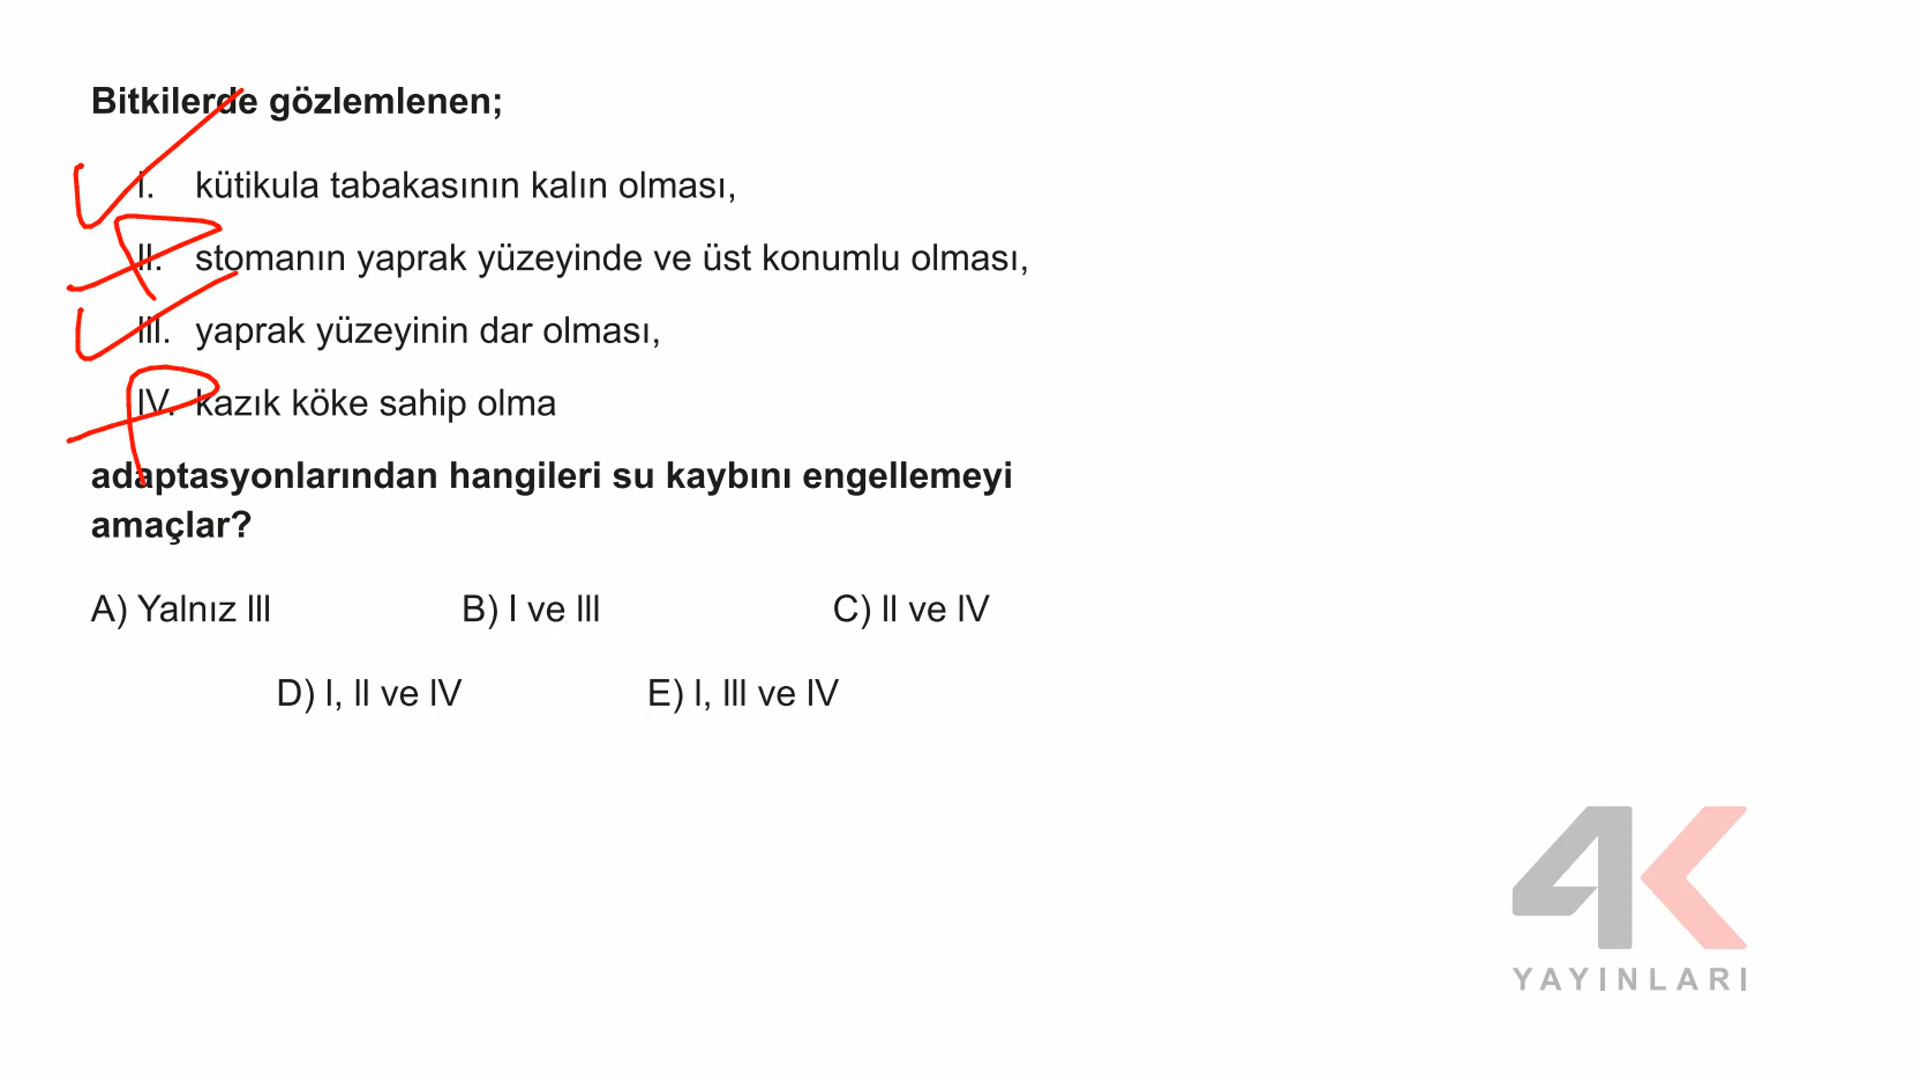 Bitkilerde gözlemlenen;
I. kütikula tabakasının kalın olması,
II. stomanın yaprak yüzeyinde ve üst konumlu olması,
III. yaprak yüzeyinin dar olması,
IV. kazık köke sahip olma
adaptasyonlarından hangileri su kaybını engellemeyi
amaçlar?
A) Yalnız III B) I ve III C) II ve IV
D) I, II ve IV E) I, III ve IV
4K
YAYINLARI